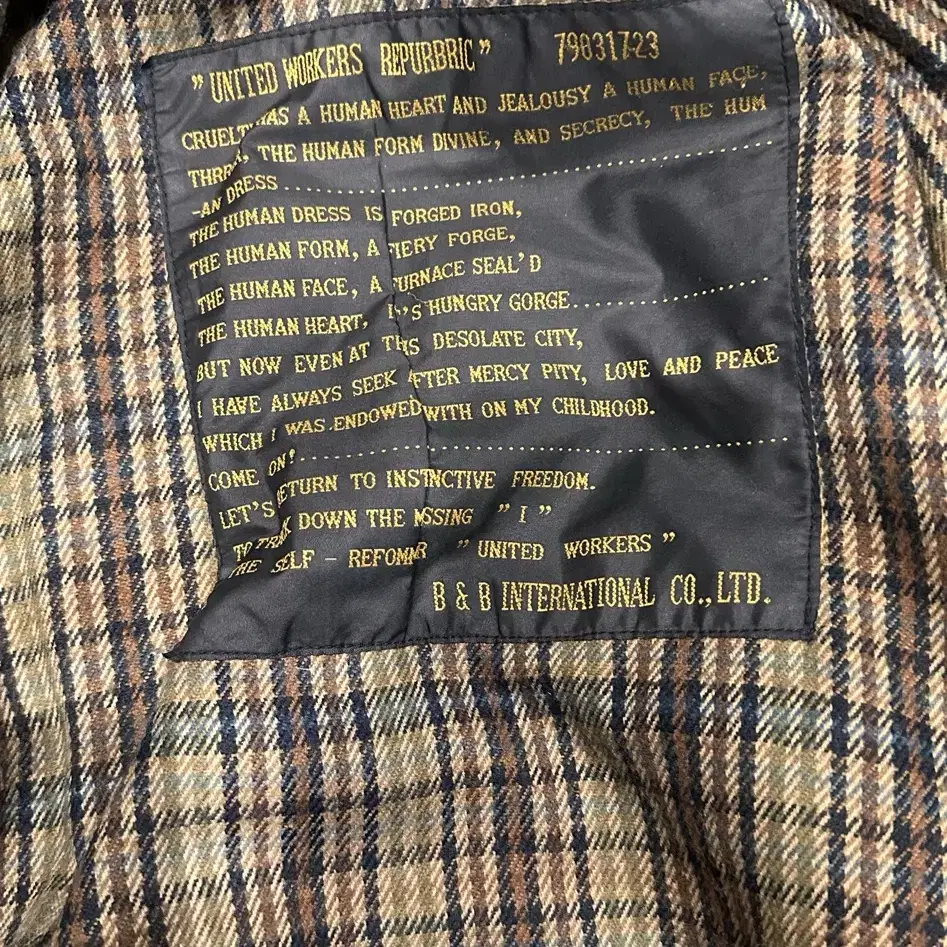 "UNITED WORKERS REPURBRIC" 79831723
CRUELTY HAS A HUMAN HEART AND JEALOUSY A HUMAN FACE,
THE HUMAN FORM DIVINE, AND SECRECY, THE HUM
-AN DRESS
THE HUMAN DRESS IS FORGED IRON,
THE HUMAN FORM, A FIERY FORGE,
THE HUMAN FACE, A FURNACE SEAL'D
THE HUMAN HEART, IT'S HUNGRY GORGE
BUT NOW EVEN AT THIS DESOLATE CITY,
I HAVE ALWAYS SEEK AFTER MERCY PITY, LOVE AND PEACE
WHICH I WAS ENDOWED WITH ON MY CHILDHOOD.
COME ON!
LET'S RETURN TO INSTINCTIVE FREEDOM.
TO TRACK DOWN THE MISSING "I"
THE SELF - REFOMMR "UNITED WORKERS"
B & B INTERNATIONAL CO., LTD.